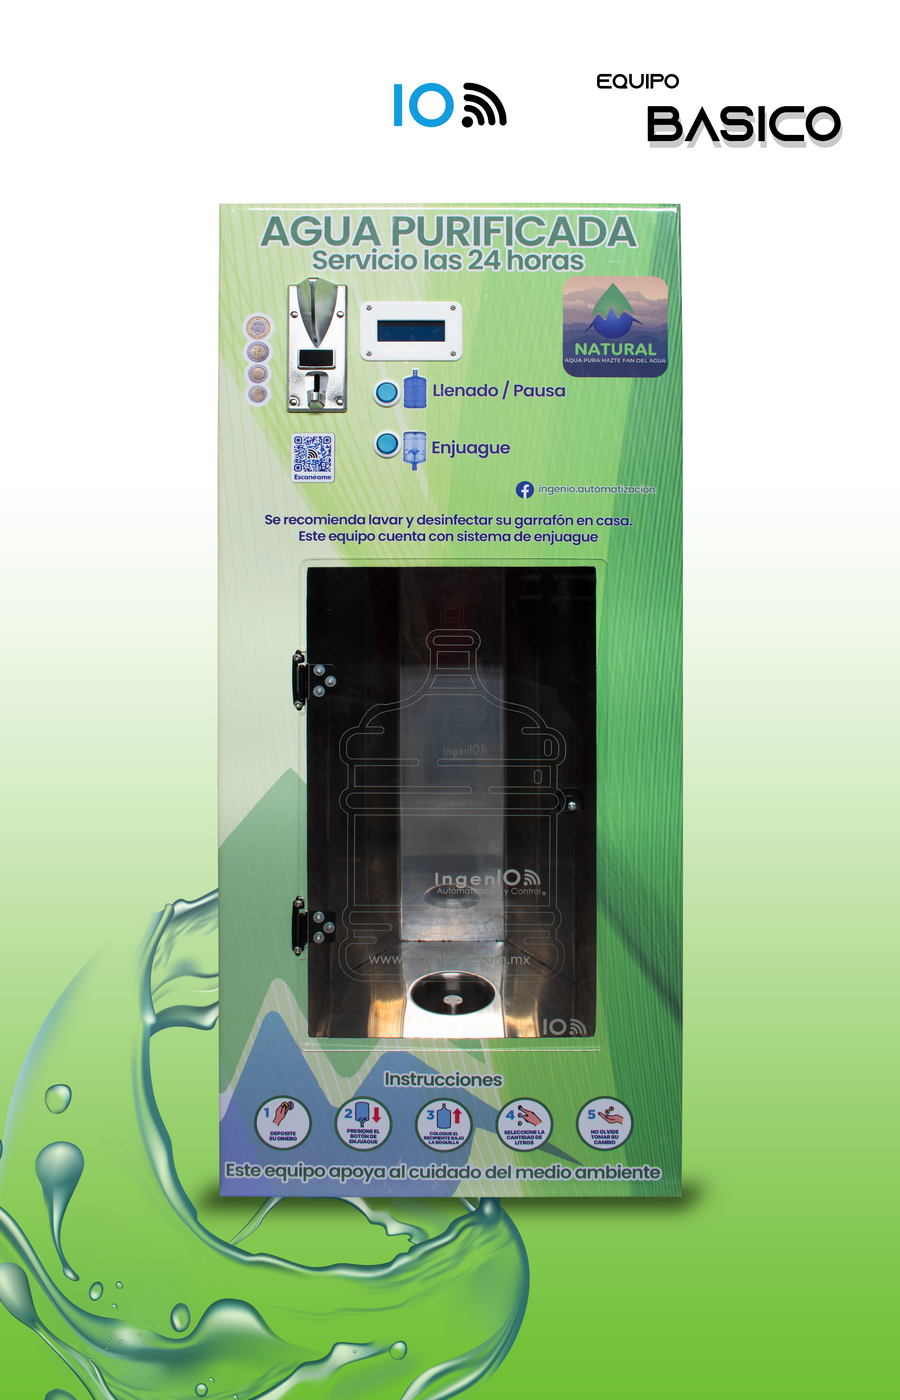 IO
EQUIPO
BASICO
AGUA PURIFICADA
Servicio las 24 horas
NATURAL
AQUA PURA HAZTE FAN DEL AGUA
Llenado / Pausa
Enjuague
Escanéame
ingenio.automatizacion
Se recomienda lavar y desinfectar su garrafón en casa.
Este equipo cuenta con sistema de enjuague
IngenIO
IngenIO
Automatización y Control
www. .com.mx
IO
Instrucciones
1
DEPOSITE
SU DINERO
2
PRESIONE EL
BOTÓN DE
ENJUAGUE
3
COLOQUE EL
RECIPIENTE BAJO
LA BOQUILLA
4
SELECCIONE LA
CANTIDAD DE
LITROS
5
NO OLVIDE
TOMAR SU
CAMBIO
Este equipo apoya al cuidado del medio ambiente